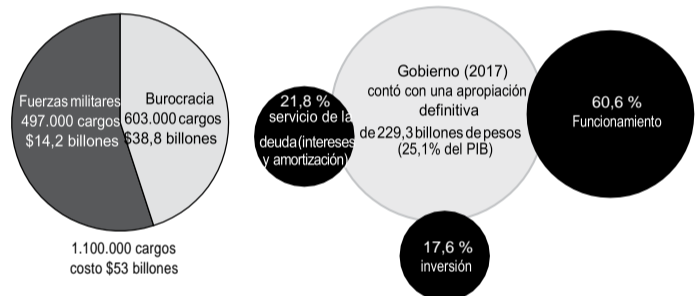 Fuerzas militares
497.000 cargos
$14,2 billones
Burocracia
603.000 cargos
$38,8 billones
1.100.000 cargos
costo $53 billones
21,8 %
servicio de la
deuda (intereses
y amortización)
Gobierno (2017)
contó con una apropiación
definitiva
de 229,3 billones de pesos
(25,1% del PIB)
60,6 %
Funcionamiento
17,6 %
inversión